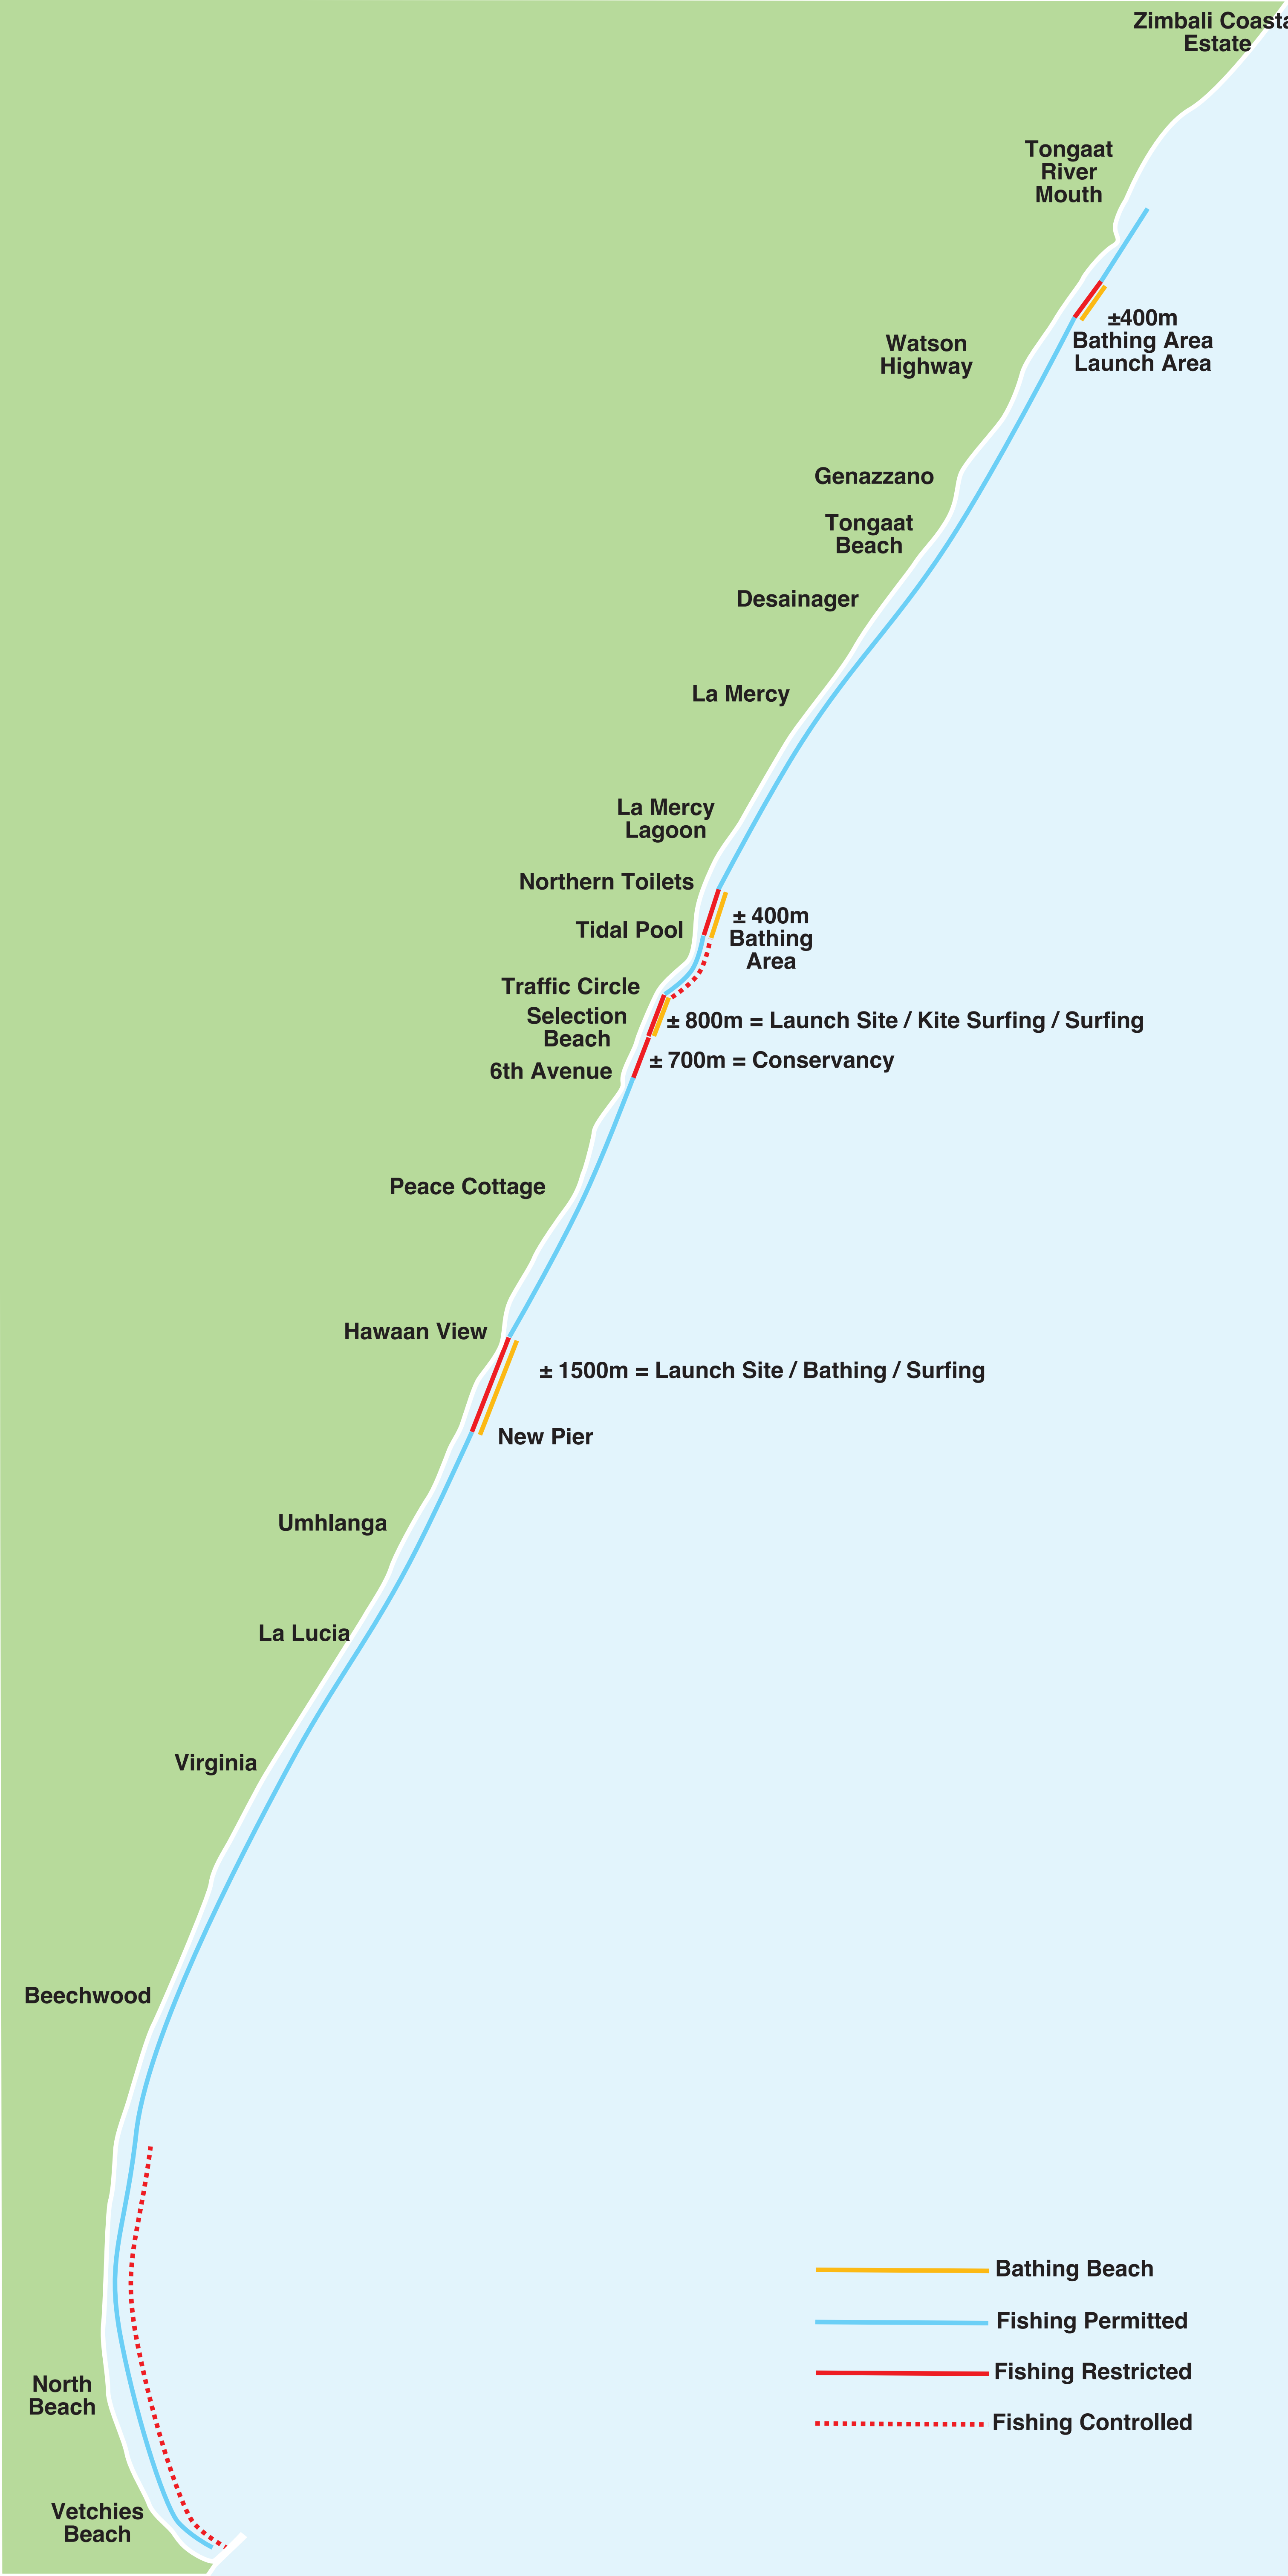 Zimbali Coasta
Estate
Tongaat
River
Mouth
±400m
Bathing Area
Launch Area
Watson
Highway
Genazzano
Tongaat
Beach
Desainager
La Mercy
La Mercy
Lagoon
Northern Toilets
± 400m
Bathing
Area
Tidal Pool
Traffic Circle
Selection
Beach
± 800m = Launch Site / Kite Surfing / Surfing
± 700m = Conservancy
6th Avenue
Peace Cottage
Hawaan View
± 1500m = Launch Site / Bathing / Surfing
New Pier
Umhlanga
La Lucia
Virginia
Beechwood
North
Beach
Vetchies
Beach
Bathing Beach
Fishing Permitted
Fishing Restricted
Fishing Controlled